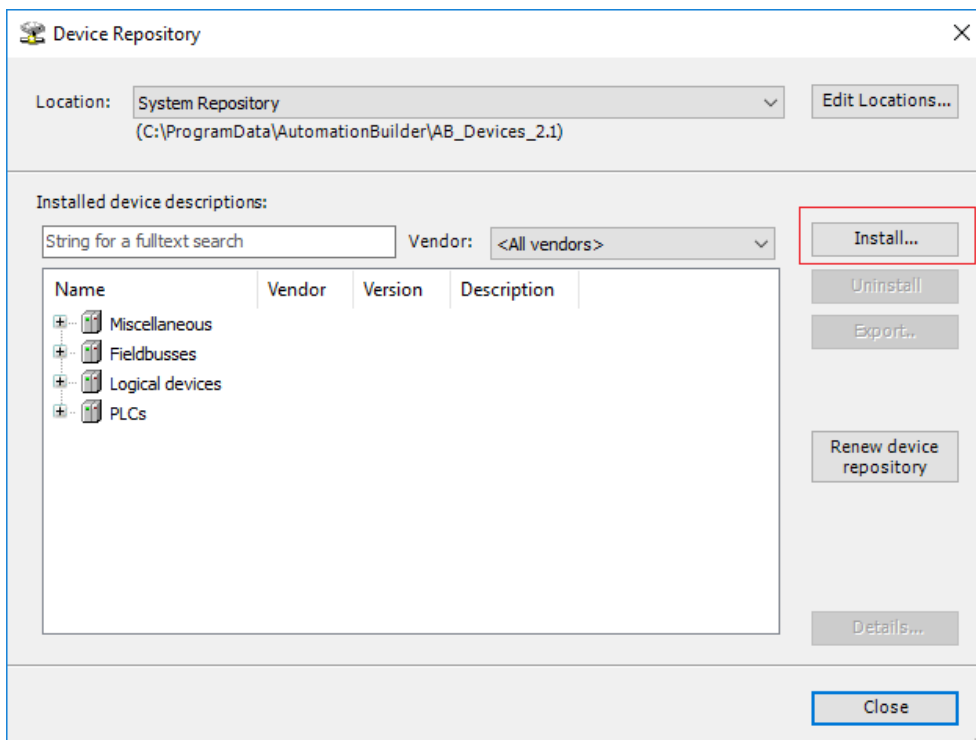 Device Repository
Location: System Repository Edit Locations...
(C:\ProgramData\AutomationBuilder\AB_Devices_2.1)
Installed device descriptions:
String for a fulltext search Vendor: <All vendors> Install...
Name Vendor Version Description Uninstall
Miscellaneous
Export..
Fieldbusses
Logical devices
PLCs
Renew device
repository
Details...
Close